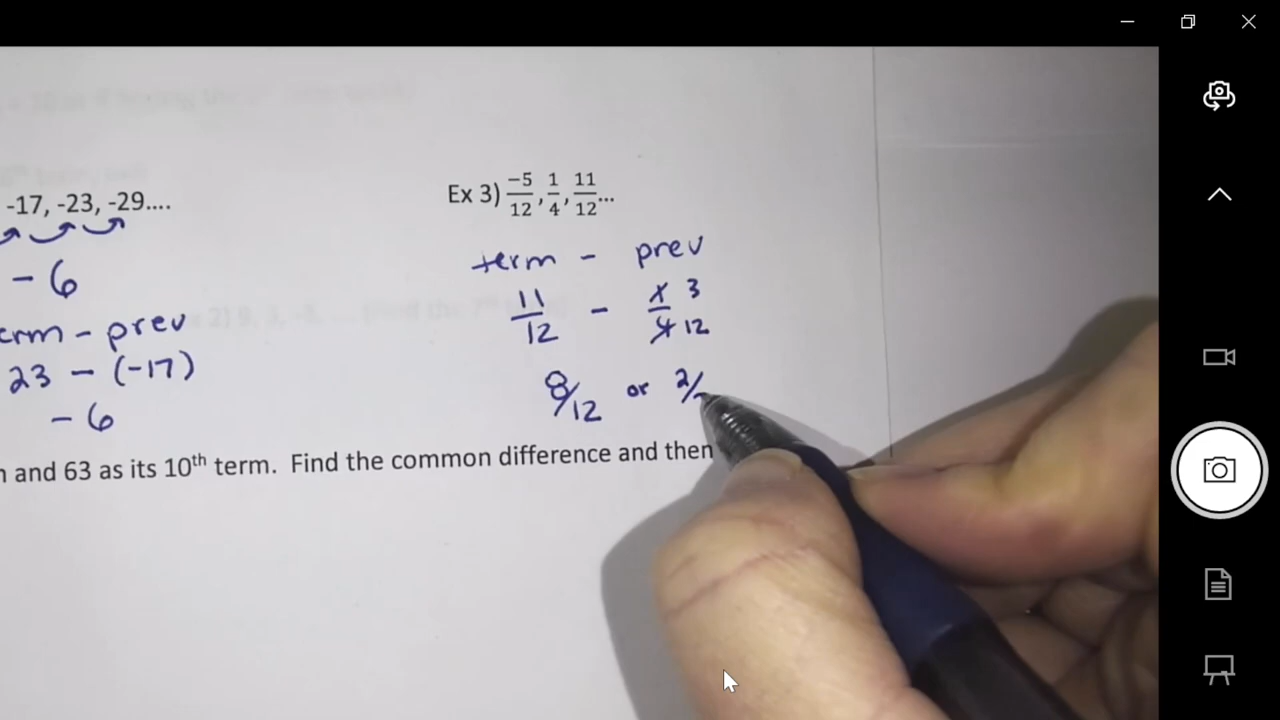 -17, -23, -29....
- 6
term - prev
23 - (-17)
- 6
Ex 3) -5/12, 1/4, 11/12...
term - prev
11/12 - 1/4 3/12
8/12 or 2/
and 63 as its 10th term. Find the common difference and then